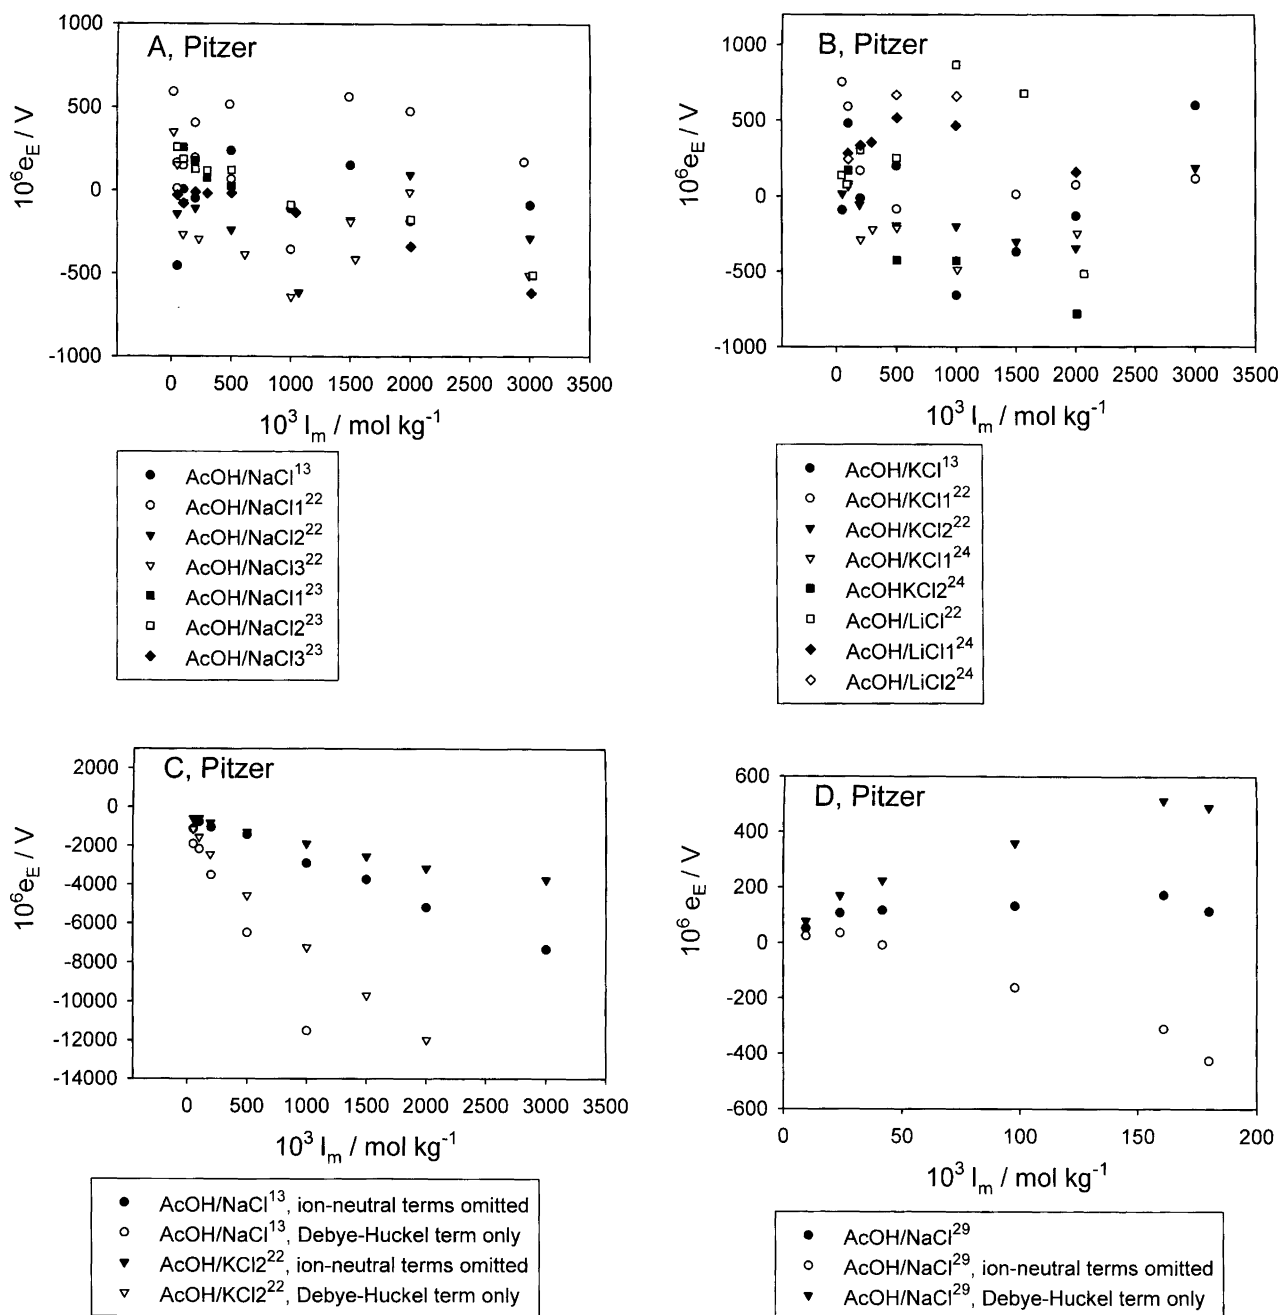 A, Pitzer
1000
500
0
-500
-1000
10⁶e_E / V
0 500 1000 1500 2000 2500 3000 3500
10³ I_m / mol kg⁻¹
AcOH/NaCl¹³
AcOH/NaCl1²²
AcOH/NaCl2²²
AcOH/NaCl3²²
AcOH/NaCl1²³
AcOH/NaCl2²³
AcOH/NaCl3²³
B, Pitzer
1000
500
0
-500
-1000
10⁶e_E / V
0 500 1000 1500 2000 2500 3000 3500
10³ I_m / mol kg⁻¹
AcOH/KCl¹³
AcOH/KCl1²²
AcOH/KCl2²²
AcOH/KCl1²⁴
AcOHKCl2²⁴
AcOH/LiCl²²
AcOH/LiCl1²⁴
AcOH/LiCl2²⁴
C, Pitzer
2000
0
-2000
-4000
-6000
-8000
-10000
-12000
-14000
10⁶e_E / V
0 500 1000 1500 2000 2500 3000 3500
10³ I_m / mol kg⁻¹
AcOH/NaCl¹³, ion-neutral terms omitted
AcOH/NaCl¹³, Debye-Huckel term only
AcOH/KCl2²², ion-neutral terms omitted
AcOH/KCl2²², Debye-Huckel term only
D, Pitzer
600
400
200
0
-200
-400
-600
10⁶ e_E / V
0 50 100 150 200
10³ I_m / mol kg⁻¹
AcOH/NaCl²⁹
AcOH/NaCl²⁹, ion-neutral terms omitted
AcOH/NaCl²⁹, Debye-Huckel term only